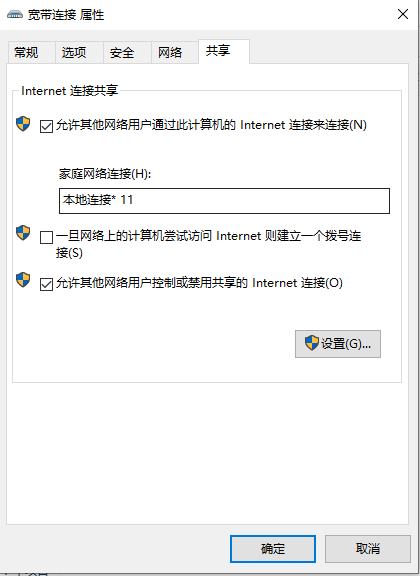 宽带连接 属性
常规
选项
安全
网络
共享
Internet 连接共享
允许其他网络用户通过此计算机的 Internet 连接来连接(N)
家庭网络连接(H):
本地连接* 11
一旦网络上的计算机尝试访问 Internet 则建立一个拨号连
接(S)
允许其他网络用户控制或禁用共享的 Internet 连接(O)
设置(G)...
确定
取消